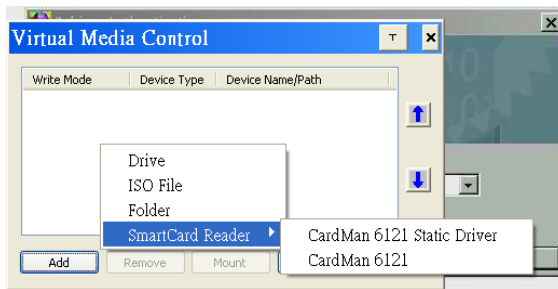 Virtual Media Control
Write Mode Device Type Device Name/Path
Drive
ISO File
Folder
SmartCard Reader
CardMan 6121 Static Driver
CardMan 6121
Add Remove Mount